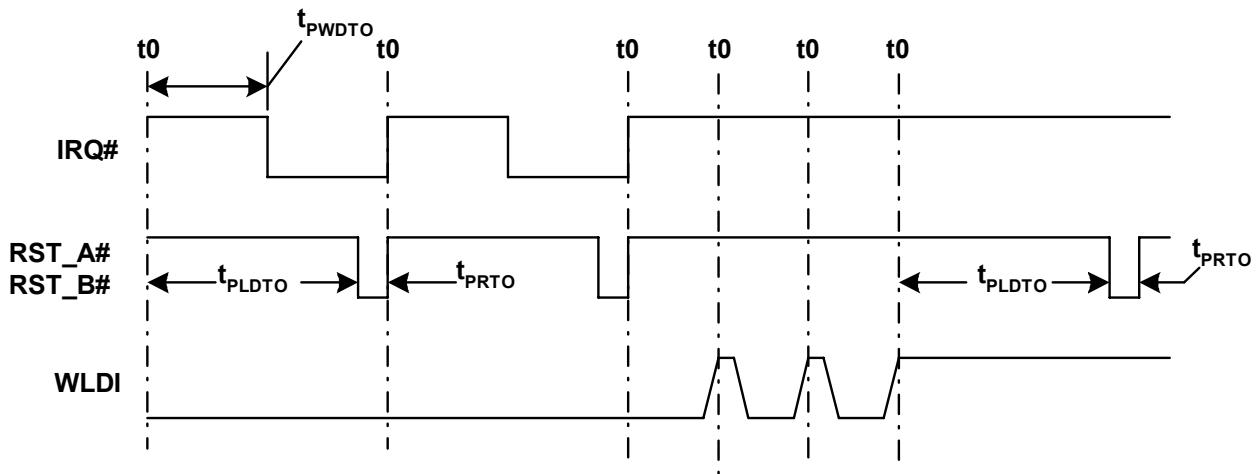 tPWDTO
t0 t0 t0 t0 t0 t0
IRQ#
RST_A#
RST_B#
tPLDTO tPRTO tPLDTO tPRTO
WLDI